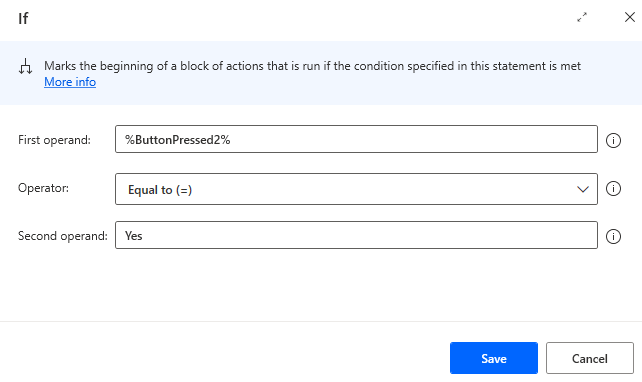 If
Marks the beginning of a block of actions that is run if the condition specified in this statement is met
More info
First operand: %ButtonPressed2%
Operator: Equal to (=)
Second operand: Yes
Save Cancel